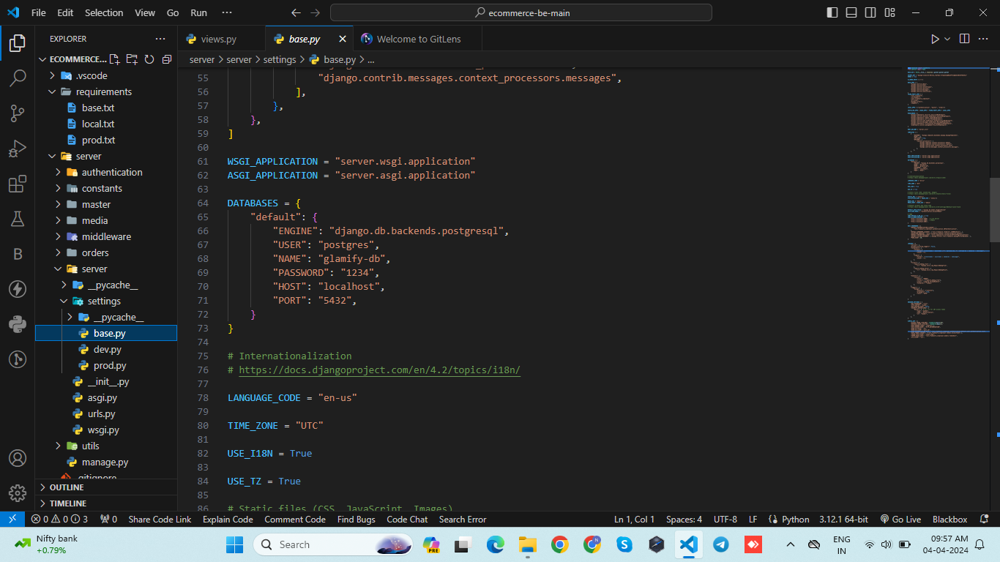 File Edit Selection View Go Run ··· ecommerce-be-main
EXPLORER ···
ECOMMERCE...
.vscode
requirements
base.txt
local.txt
prod.txt
server
authentication
constants
master
media
middleware
orders
server
__pycache__
settings
__pycache__
base.py
dev.py
prod.py
__init__.py
asgi.py
urls.py
wsgi.py
utils
manage.py
.gitignore
OUTLINE
TIMELINE
views.py base.py Welcome to GitLens
server > server > settings > base.py > ...
55 "django.contrib.messages.context_processors.messages",
56 ],
57 },
58 },
59 ]
60
61 WSGI_APPLICATION = "server.wsgi.application"
62 ASGI_APPLICATION = "server.asgi.application"
63
64 DATABASES = {
65 "default": {
66 "ENGINE": "django.db.backends.postgresql",
67 "USER": "postgres",
68 "NAME": "glamify-db",
69 "PASSWORD": "1234",
70 "HOST": "localhost",
71 "PORT": "5432",
72 }
73 }
74
75 # Internationalization
76 # https://docs.djangoproject.com/en/4.2/topics/i18n/
77
78 LANGUAGE_CODE = "en-us"
79
80 TIME_ZONE = "UTC"
81
82 USE_I18N = True
83
84 USE_TZ = True
85
86 # Static files (CSS, JavaScript, Images)
0 0 3 0 Share Code Link Explain Code Comment Code Find Bugs Code Chat Search Error Ln 1, Col 1 Spaces: 4 UTF-8 LF Python 3.12.1 64-bit Go Live Blackbox
Nifty bank
+0.79%
Search
PRE
ENG
IN
09:57 AM
04-04-2024